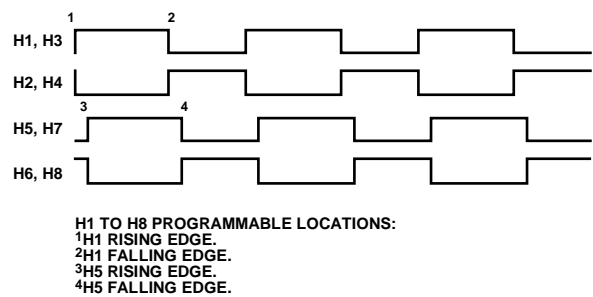 1 2
H1, H3
H2, H4
3 4
H5, H7
H6, H8
H1 TO H8 PROGRAMMABLE LOCATIONS:
1H1 RISING EDGE.
2H1 FALLING EDGE.
3H5 RISING EDGE.
4H5 FALLING EDGE.